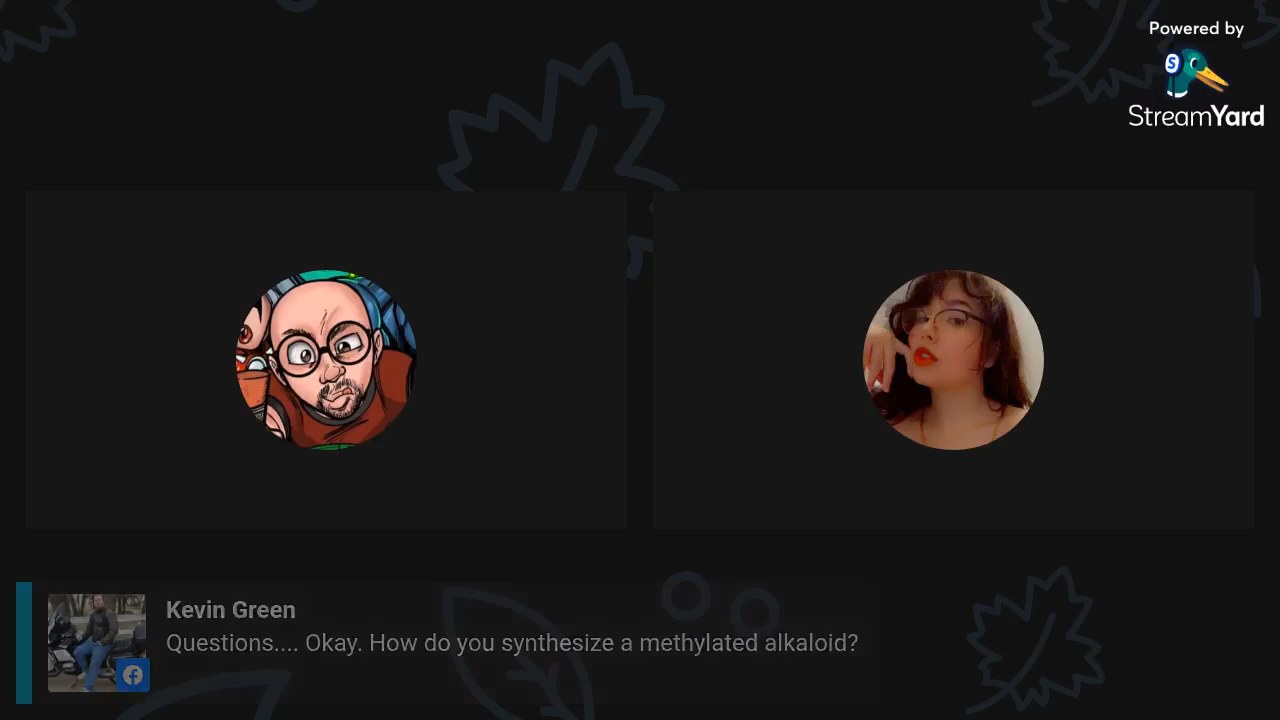 Powered by
S
StreamYard
Kevin Green
Questions.... Okay. How do you synthesize a methylated alkaloid?